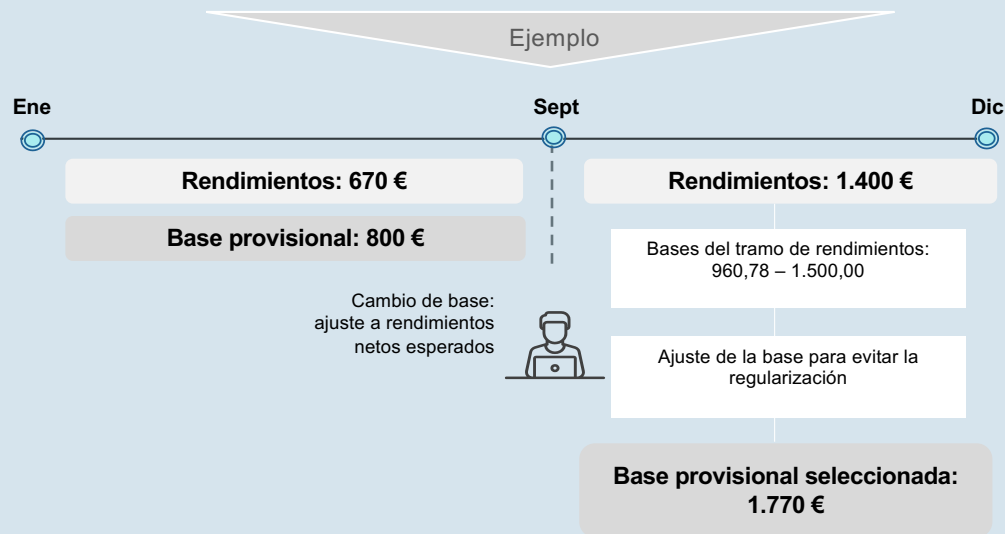 Ejemplo
Ene
Sept
Dic
Rendimientos: 670 €
Rendimientos: 1.400 €
Base provisional: 800 €
Bases del tramo de rendimientos:
960,78 – 1.500,00
Cambio de base:
ajuste a rendimientos
netos esperados
Ajuste de la base para evitar la
regularización
Base provisional seleccionada:
1.770 €